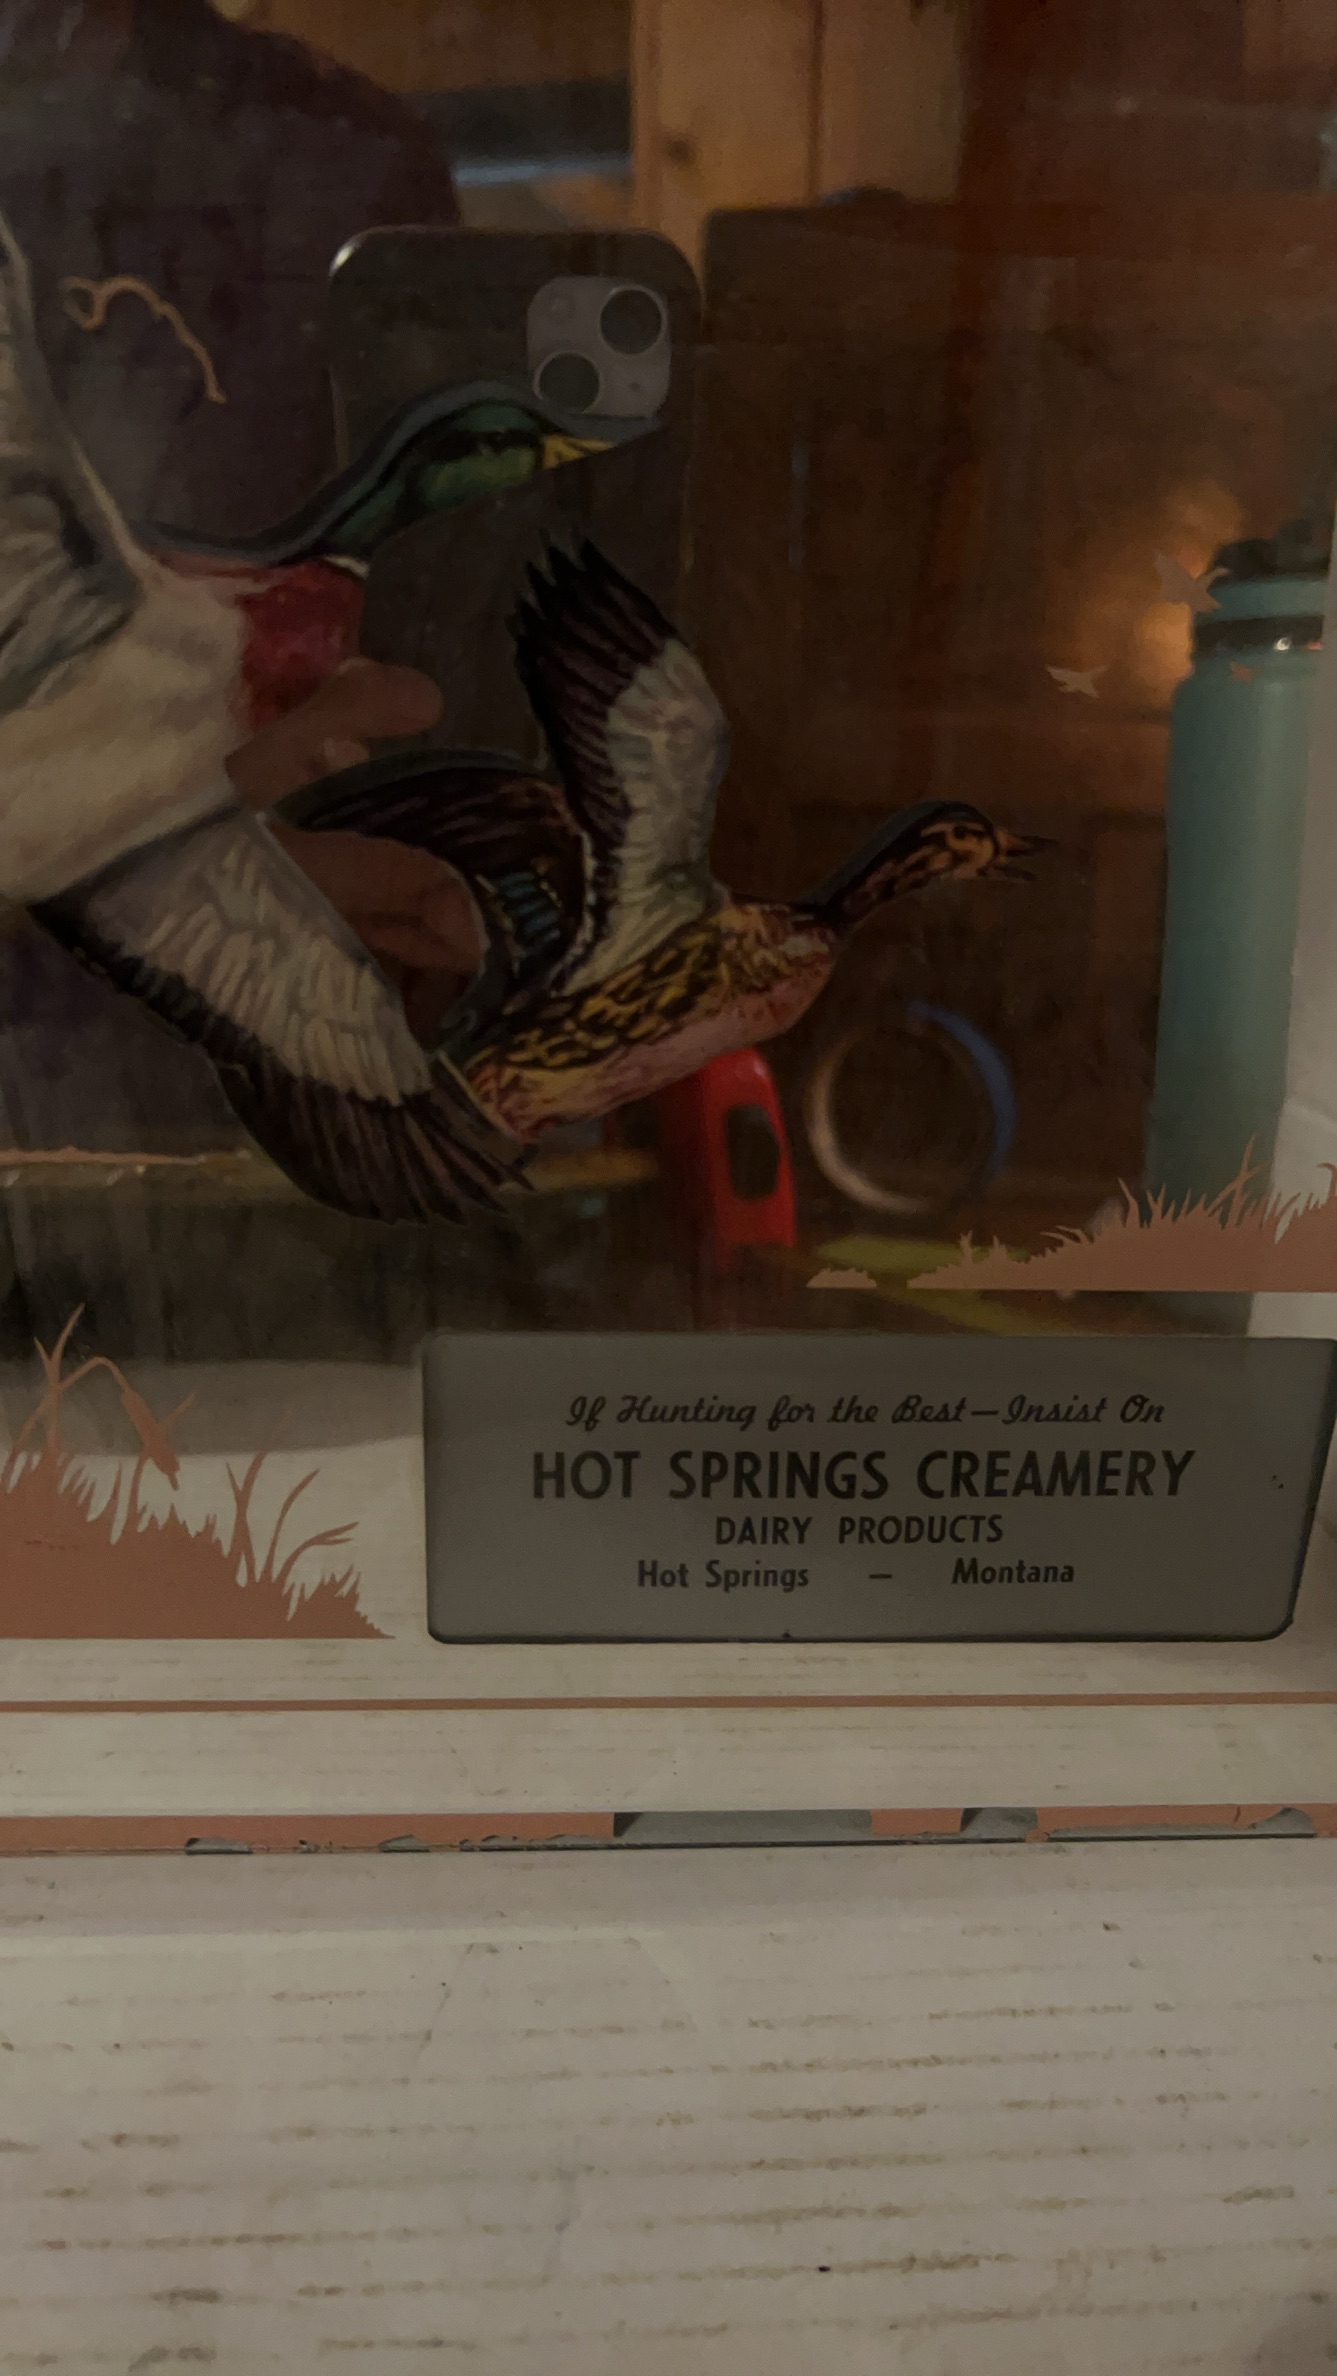 If Hunting for the Best—Insist On
HOT SPRINGS CREAMERY
DAIRY PRODUCTS
Hot Springs — Montana